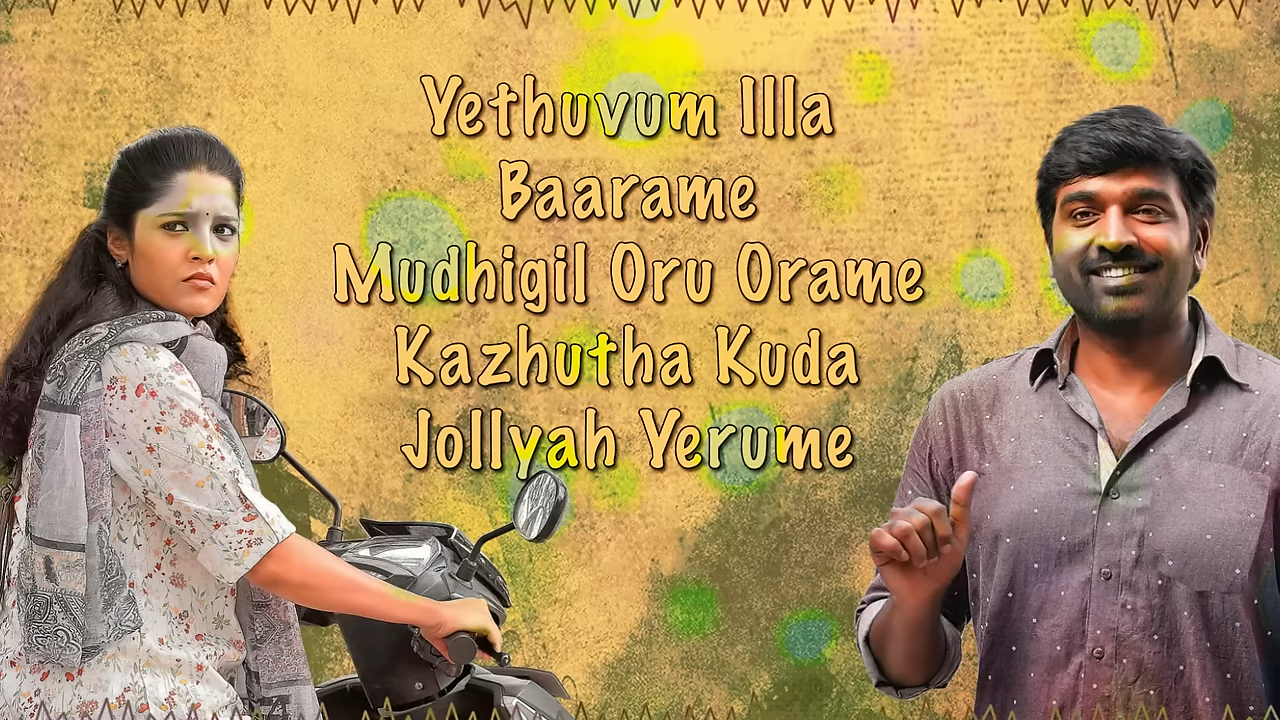 Yethuvum Illa
Baarame
Mudhigil Oru Orame
Kazhutha Kuda
Jollyah Yerume